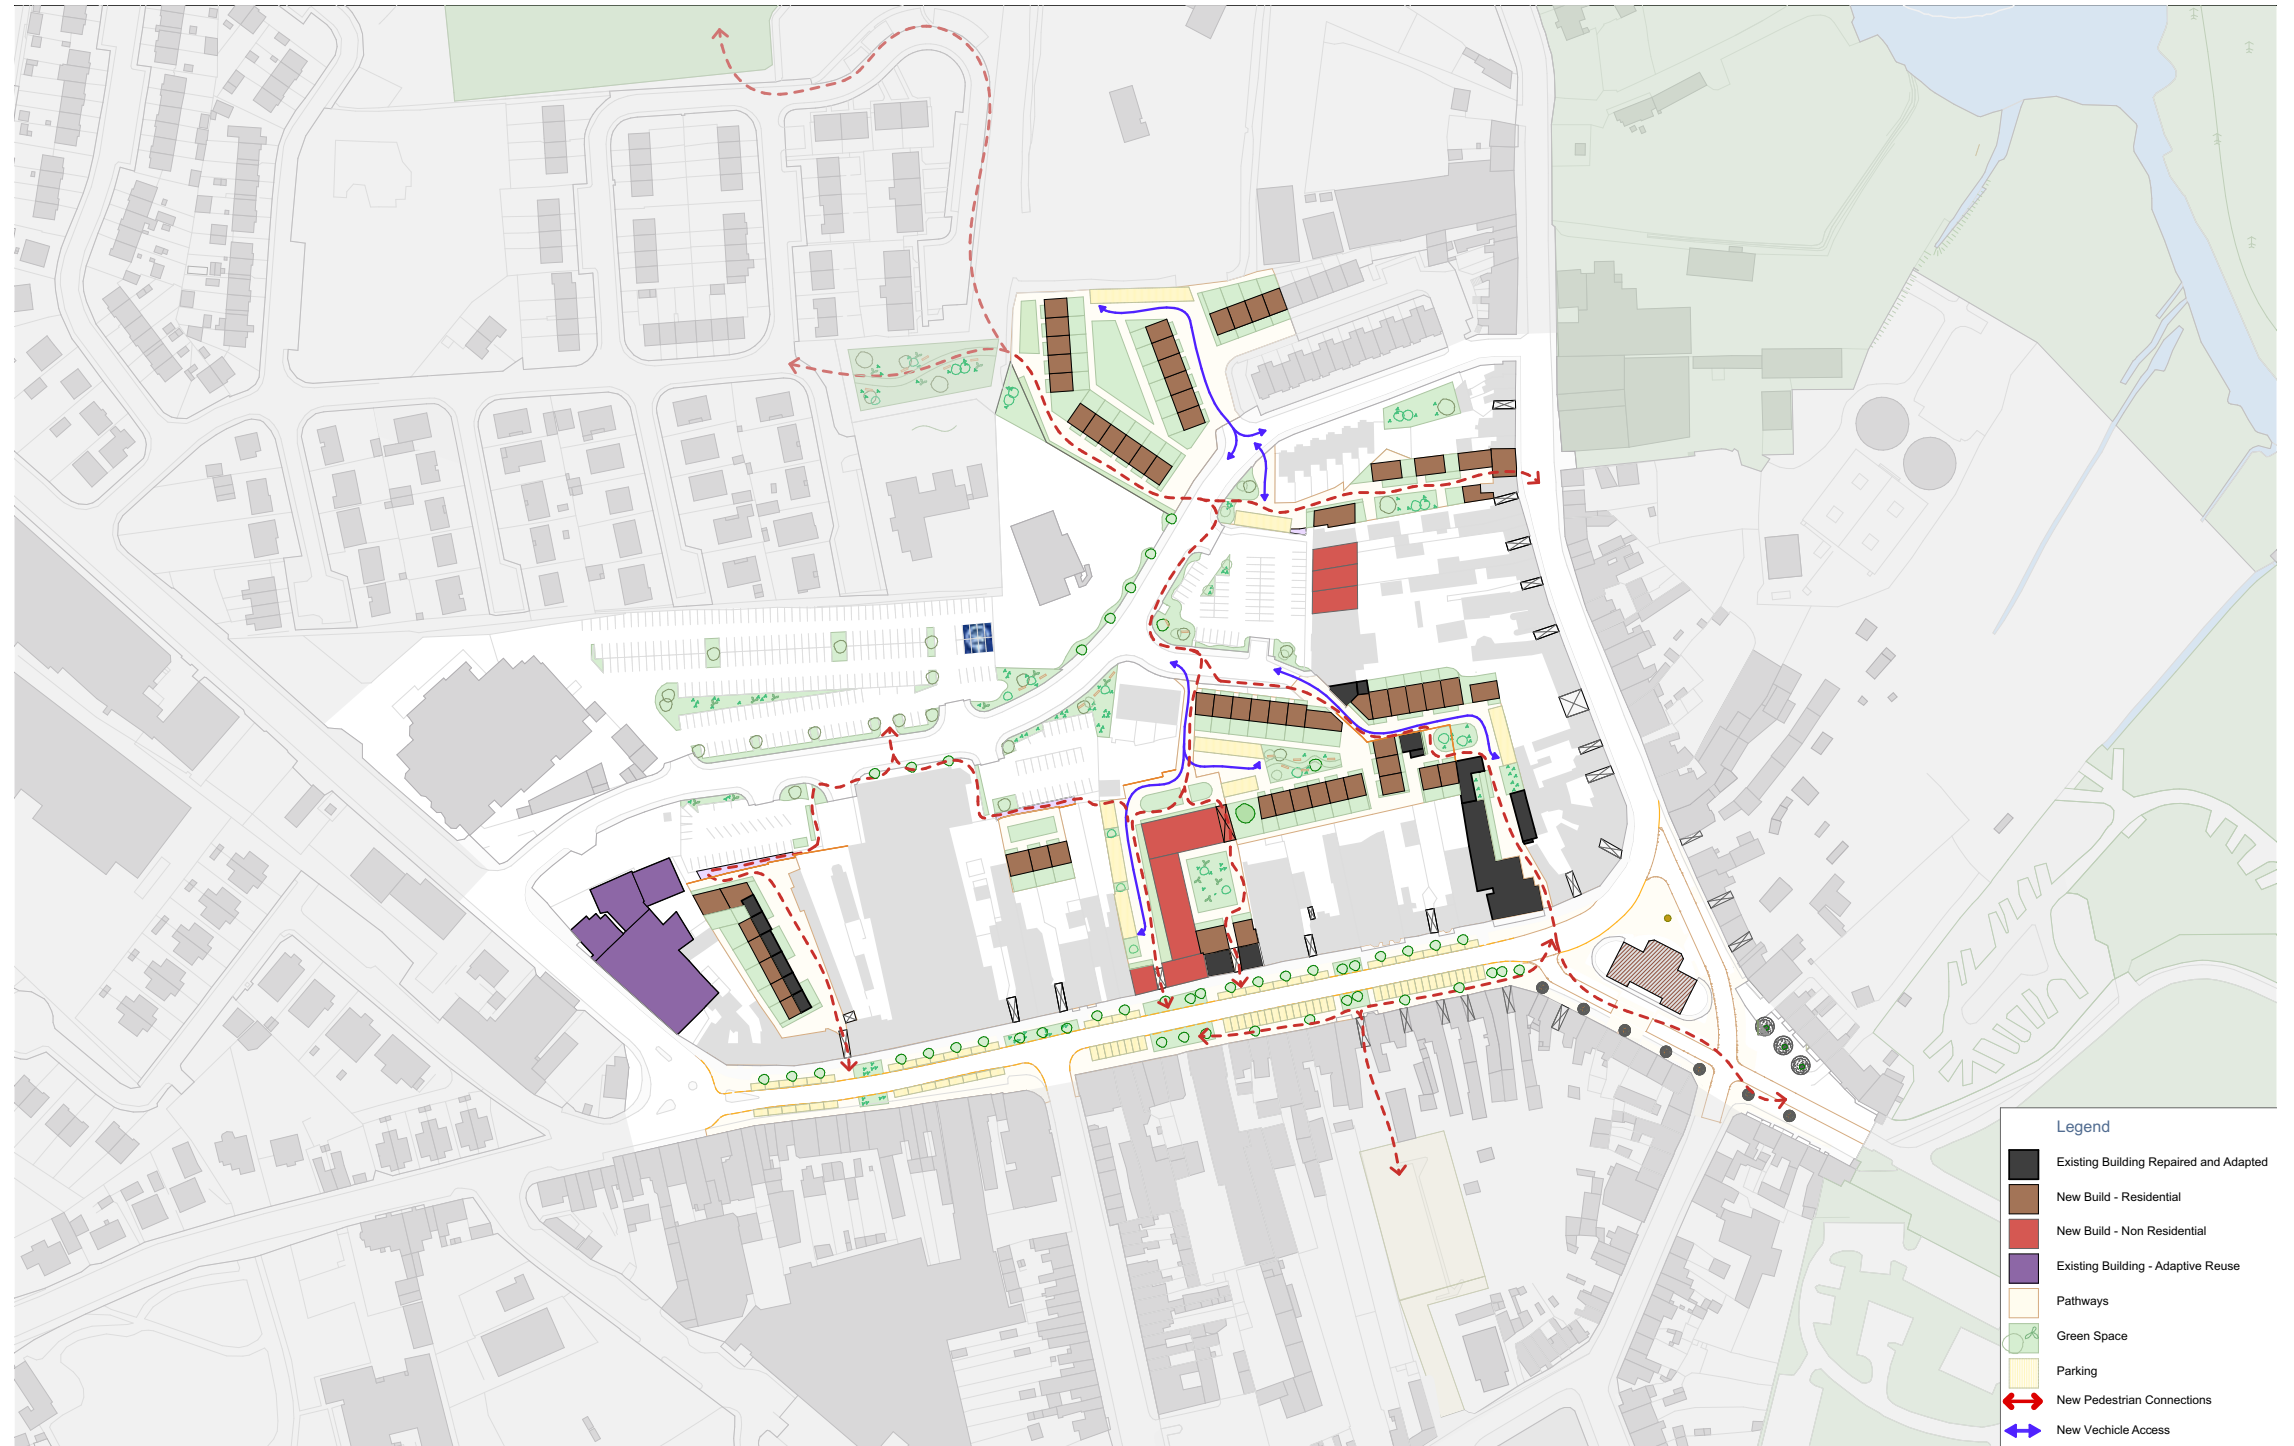 Legend
Existing Building Repaired and Adapted
New Build - Residential
New Build - Non Residential
Existing Building - Adaptive Reuse
Pathways
Green Space
Parking
New Pedestrian Connections
New Vechicle Access